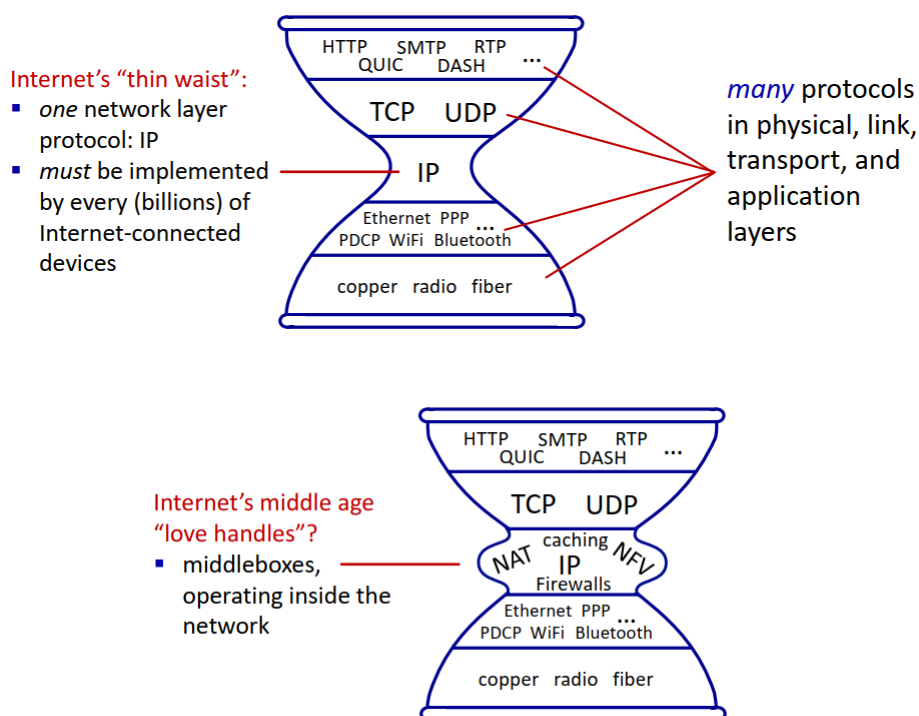 HTTP SMTP RTP
QUIC DASH ...
TCP UDP
IP
Ethernet PPP ...
PDCP WiFi Bluetooth
copper radio fiber
Internet’s “thin waist”:
▪ one network layer
protocol: IP
▪ must be implemented
by every (billions) of
Internet-connected
devices
many protocols
in physical, link,
transport, and
application
layers
HTTP SMTP RTP
QUIC DASH ...
TCP UDP
caching
NAT IP NFV
Firewalls
Ethernet PPP ...
PDCP WiFi Bluetooth
copper radio fiber
Internet’s middle age
“love handles”?
▪ middleboxes,
operating inside the
network